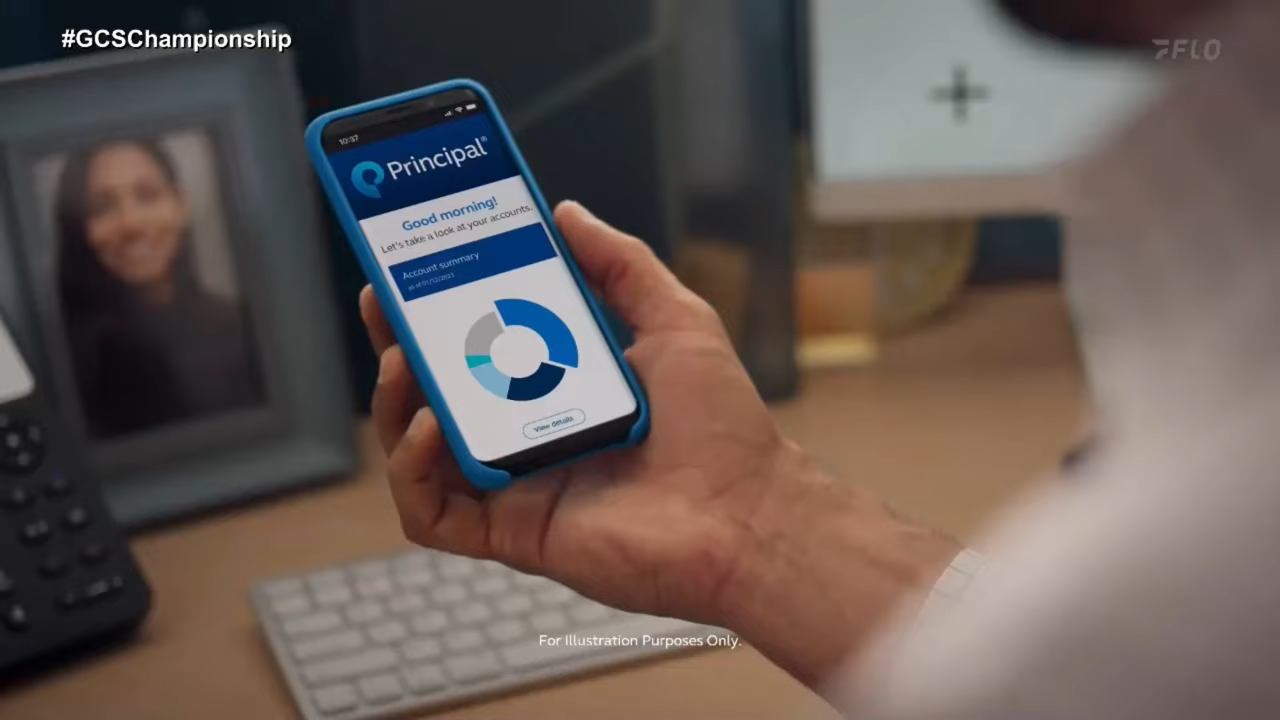 #GCSChampionship
FLO
10:37
Principal®
Good morning!
Let's take a look at your accounts.
Account summary
View details
For Illustration Purposes Only.